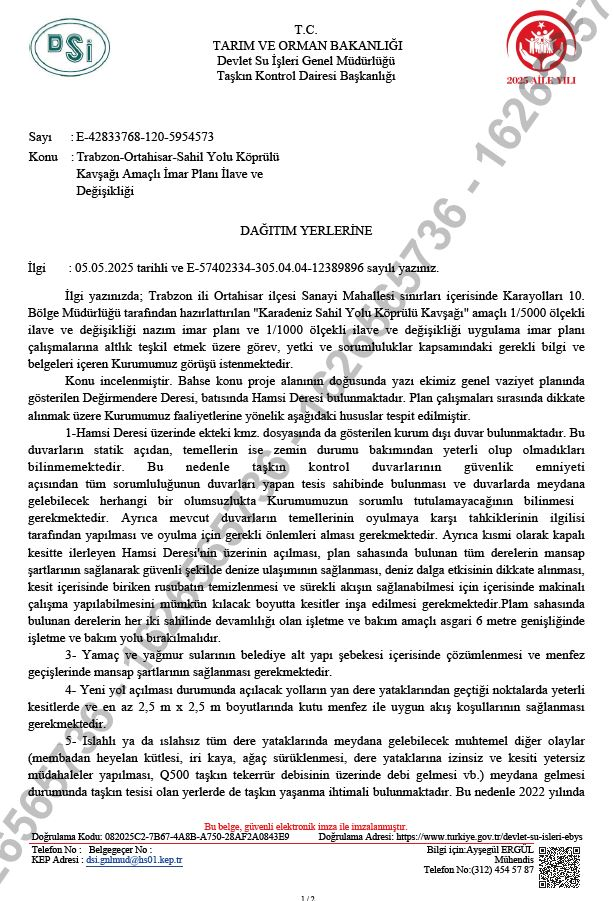 DSİ
T.C.
TARIM VE ORMAN BAKANLIĞI
Devlet Su İşleri Genel Müdürlüğü
Taşkın Kontrol Dairesi Başkanlığı
2025 AİLE YILI
Sayı : E-42833768-120-5954573
Konu : Trabzon-Ortahisar-Sahil Yolu Köprülü
Kavşağı Amaçlı İmar Planı İlave ve
Değişikliği
DAĞITIM YERLERİNE
İlgi : 05.05.2025 tarihli ve E-57402334-305.04.04-12389896 sayılı yazınız.
İlgi yazınızda; Trabzon ili Ortahisar ilçesi Sanayi Mahallesi sınırları içerisinde Karayolları 10.
Bölge Müdürlüğü tarafından hazırlattırılan "Karadeniz Sahil Yolu Köprülü Kavşağı" amaçlı 1/5000 ölçekli
ilave ve değişikliği nazım imar planı ve 1/1000 ölçekli ilave ve değişikliği uygulama imar planı
çalışmalarına altlık teşkil etmek üzere görev, yetki ve sorumluluklar kapsamındaki gerekli bilgi ve
belgeleri içeren Kurumumuz görüşü istenmektedir.
Konu incelenmiştir. Bahse konu proje alanının doğusunda yazı ekimiz genel vaziyet planında
gösterilen Değirmendere Deresi, batısında Hamsi Deresi bulunmaktadır. Plan çalışmaları sırasında dikkate
alınmak üzere Kurumumuz faaliyetlerine yönelik aşağıdaki hususlar tespit edilmiştir.
1-Hamsi Deresi üzerinde ekteki kmz. dosyasında da gösterilen kurum dışı duvar bulunmaktadır. Bu
duvarların statik açıdan, temellerin ise zemin durumu bakımından yeterli olup olmadıkları
bilinmemektedir. Bu nedenle taşkın kontrol duvarlarının güvenlik emniyeti
açısından tüm sorumluluğunun duvarları yapan tesis sahibinde bulunması ve duvarlarda meydana
gelebilecek herhangi bir olumsuzlukta Kurumumuzun sorumlu tutulamayacağının bilinmesi
gerekmektedir. Ayrıca mevcut duvarların temellerinin oyulmaya karşı tahkiklerinin ilgilisi
tarafından yapılması ve oyulma için gerekli önlemleri alması gerekmektedir. Ayrıca kısmi olarak kapalı
kesitte ilerleyen Hamsi Deresi'nin üzerinin açılması, plan sahasında bulunan tüm derelerin mansap
şartlarının sağlanarak güvenli şekilde denize ulaşımının sağlanması, deniz dalga etkisinin dikkate alınması,
kesit içerisinde biriken rusubatın temizlenmesi ve sürekli akışın sağlanabilmesi için içerisinde makinalı
çalışma yapılabilmesini mümkün kılacak boyutta kesitler inşa edilmesi gerekmektedir.Plam sahasında
bulunan derelerin her iki sahilinde devamlılığı olan işletme ve bakım amaçlı asgari 6 metre genişliğinde
işletme ve bakım yolu bırakılmalıdır.
3- Yamaç ve yağmur sularının belediye alt yapı şebekesi içerisinde çözümlenmesi ve menfez
geçişlerinde mansap şartlarının sağlanması gerekmektedir.
4- Yeni yol açılması durumunda açılacak yolların yan dere yataklarından geçtiği noktalarda yeterli
kesitlerde ve en az 2,5 m x 2,5 m boyutlarında kutu menfez ile uygun akış koşullarının sağlanması
gerekmektedir.
5- Islahlı ya da ıslahsız tüm dere yataklarında meydana gelebilecek muhtemel diğer olaylar
(membadan heyelan kütlesi, iri kaya, ağaç sürüklenmesi, dere yataklarına izinsiz ve kesiti yetersiz
müdahaleler yapılması, Q500 taşkın tekerrür debisinin üzerinde debi gelmesi vb.) meydana gelmesi
durumunda taşkın tesisi olan yerlerde de taşkın yaşanma ihtimali bulunmaktadır. Bu nedenle 2022 yılında
Bu belge, güvenli elektronik imza ile imzalanmıştır.
Doğrulama Kodu: 082025C2-7B67-4A8B-A750-28AF2A0843E9 Doğrulama Adresi: https://www.turkiye.gov.tr/devlet-su-isleri-ebys
Telefon No : Belgegeçer No :
KEP Adresi : dsi.gnlmud@hs01.kep.tr
Bilgi için:Ayşegül ERGÜL
Mühendis
Telefon No:(312) 454 57 87
1 / 2
1626565736 - 1626565736 - 1626565736 - 1626565736